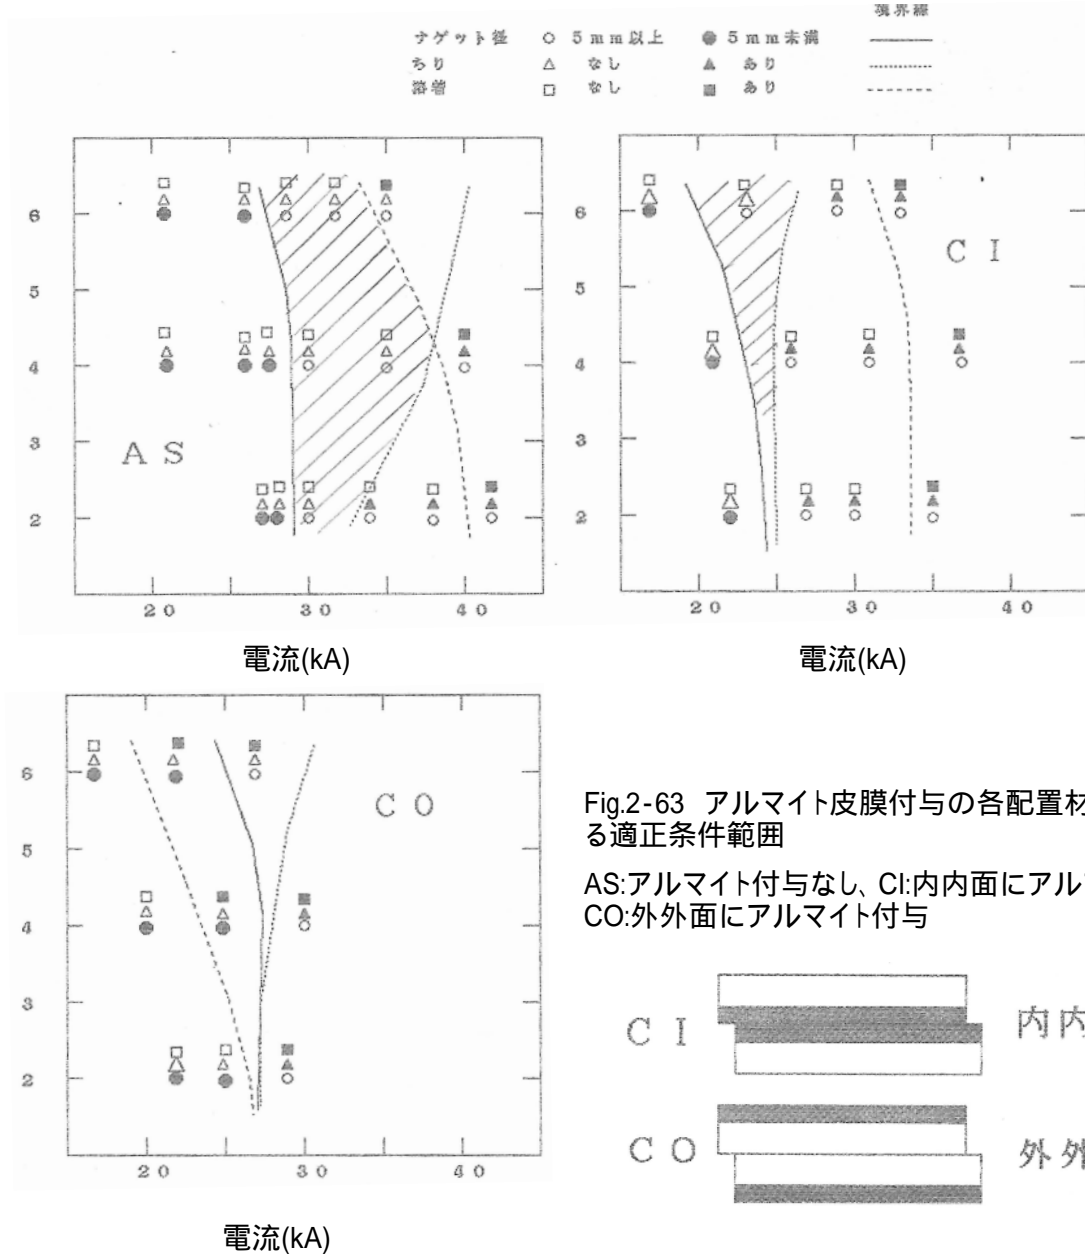 境界線
ナゲット径 ○ 5mm以上 ● 5mm未満
ちり △ なし ▲ あり
溶着 □ なし ■ あり
6
5
4
3
2
AS
20 30 40
電流(kA)
6
5
4
3
2
CI
20 30 40
電流(kA)
6
5
4
3
2
CO
20 30 40
電流(kA)
Fig.2-63 アルマイト皮膜付与の各配置材
る適正条件範囲
AS:アルマイト付与なし、CI:内内面にアル
CO:外外面にアルマイト付与
CI 内内
CO 外外